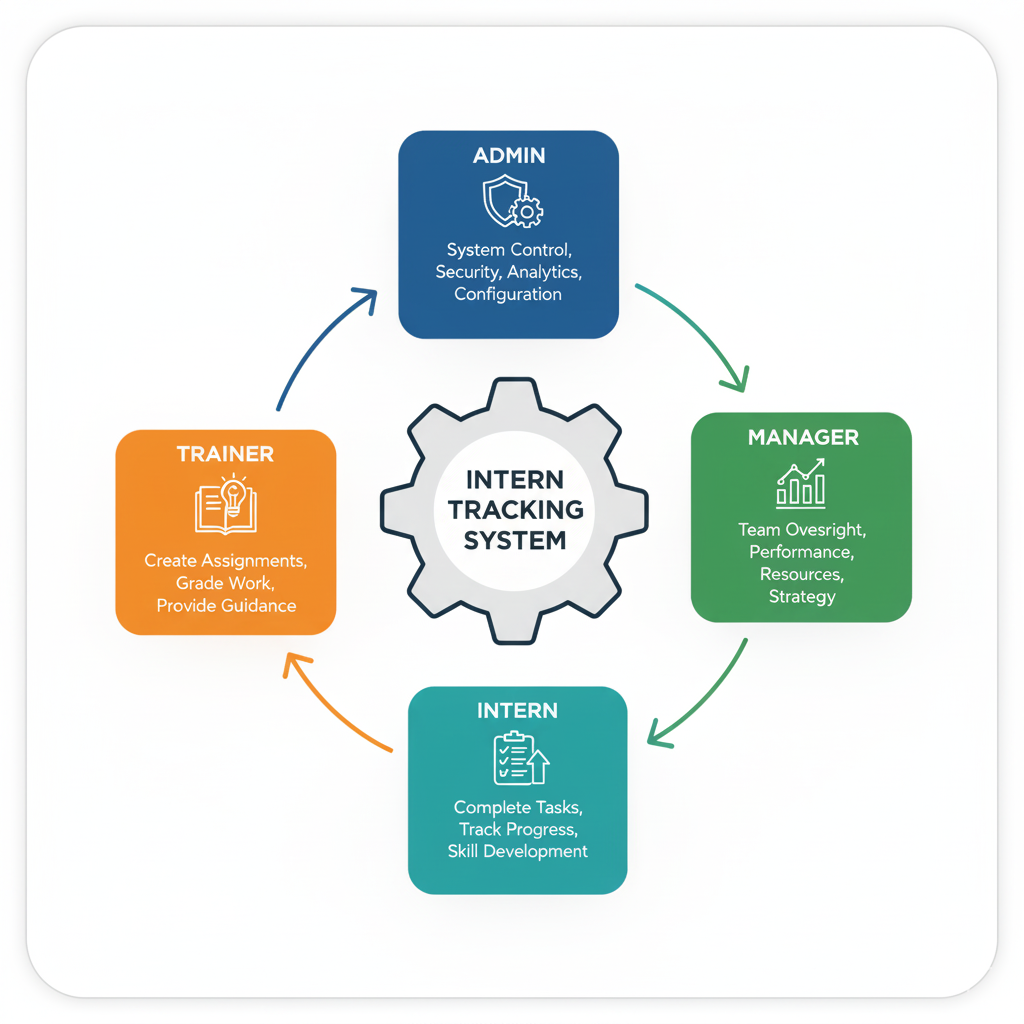 ADMIN
System Control,
Security, Analytics,
Configuration
TRAINER
Create Assignments,
Grade Work,
Provide Guidance
INTERN
TRACKING
SYSTEM
MANAGER
Team Ovesright,
Performance,
Resources,
Strategy
INTERN
Complete Tasks,
Track Progress,
Skill Development